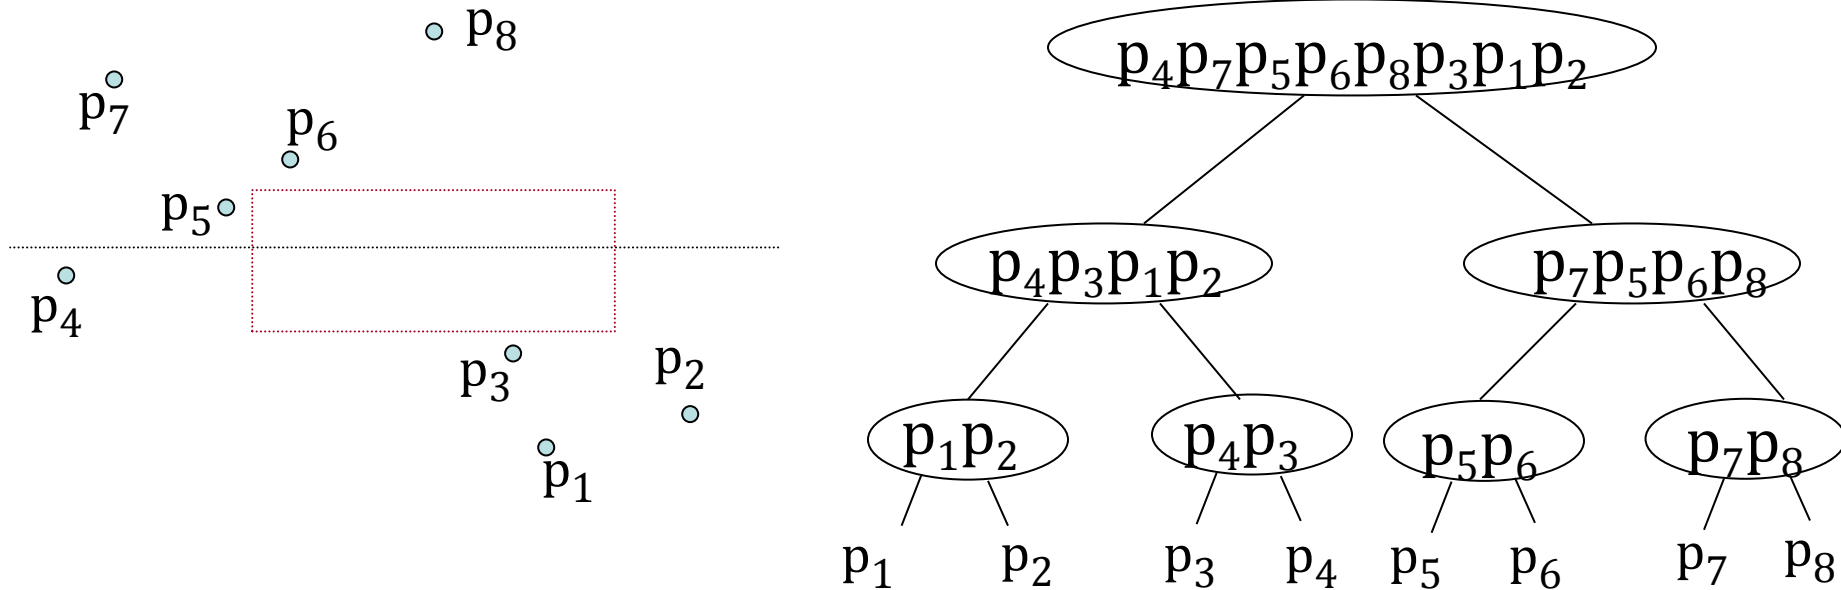 p₈
p₇
p₆
p₅
p₄
p₃
p₂
p₁
p₄p₇p₅p₆p₈p₃p₁p₂
p₄p₃p₁p₂
p₇p₅p₆p₈
p₁p₂
p₄p₃
p₅p₆
p₇p₈
p₁
p₂
p₃
p₄
p₅
p₆
p₇
p₈